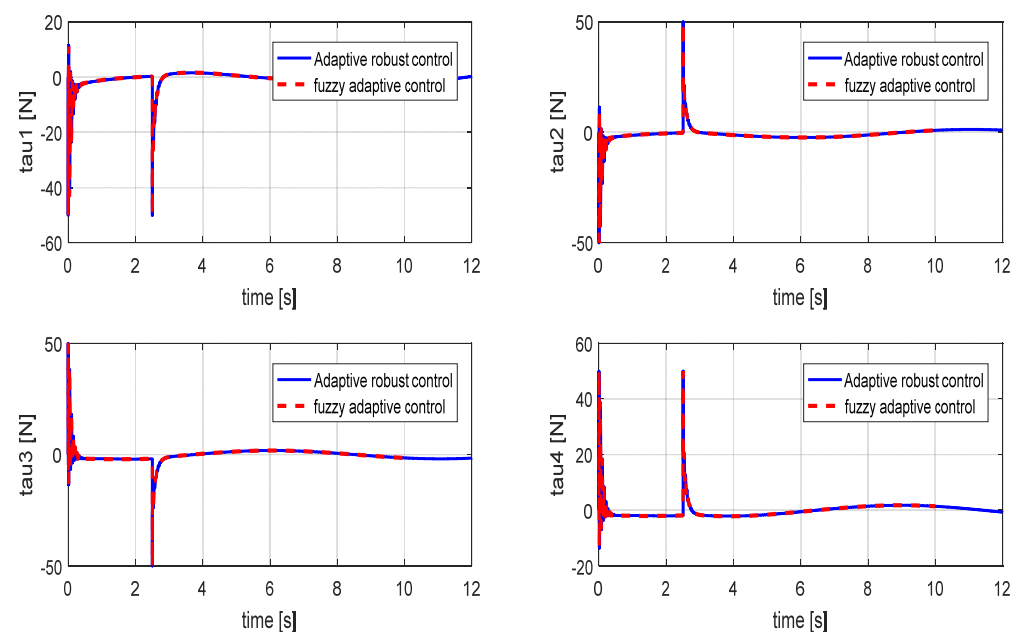 20
0
-20
-40
-60
tau1 [N]
Adaptive robust control
fuzzy adaptive control
0 2 4 6 8 10 12
time [s]
50
0
-50
tau2 [N]
Adaptive robust control
fuzzy adaptive control
0 2 4 6 8 10 12
time [s]
50
0
-50
tau3 [N]
Adaptive robust control
fuzzy adaptive control
0 2 4 6 8 10 12
time [s]
60
40
20
0
-20
tau4 [N]
Adaptive robust control
fuzzy adaptive control
0 2 4 6 8 10 12
time [s]